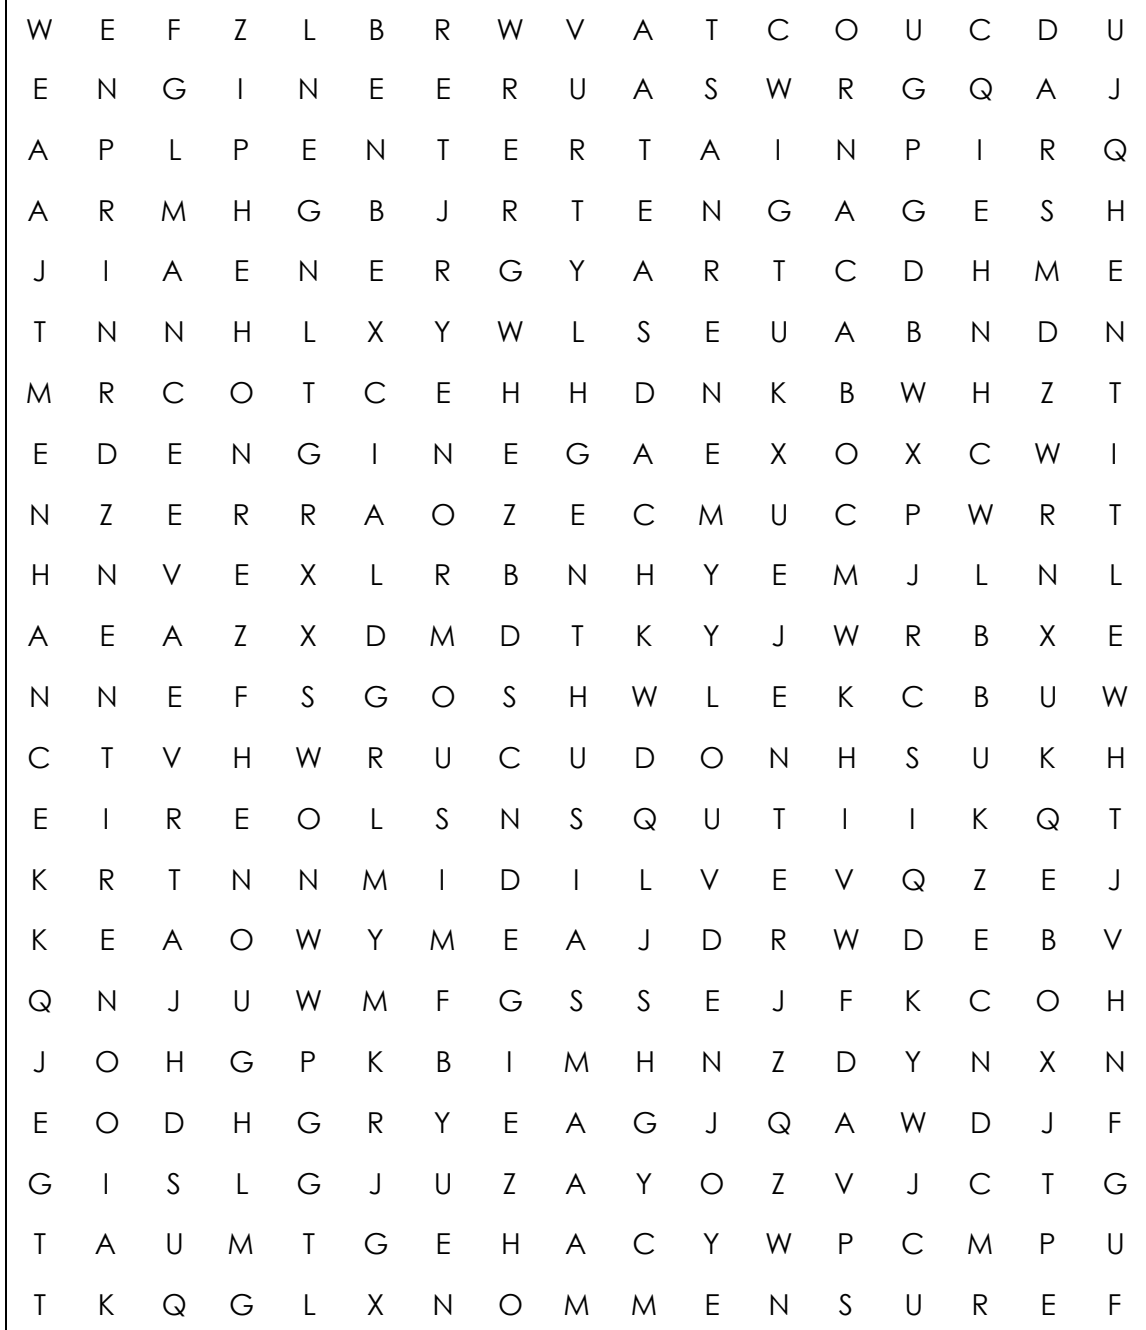 W E F Z L B R W V A T C O U C D U
E N G I N E E R U A S W R G Q A J
A P L P E N T E R T A I N P I R Q
A R M H G B J R T E N G A G E S H
J I A E N E R G Y A R T C D H M E
T N N H L X Y W L S E U A B N D N
M R C O T C E H H D N K B W H Z T
E D E N G I N E G A E X O X C W I
N Z E R R A O Z E C M U C P W R T
H N V E X L R B N H Y E M J L N L
A E A Z X D M D T K Y J W R B X E
N N E F S G O S H W L E K C B U W
C T V H W R U C U D O N H S U K H
E I R E O L S N S Q U T I I K Q T
K R T N N M I D I L V E V Q Z E J
K E A O W Y M E A J D R W D E B V
Q N J U W M F G S S E J F K C O H
J O H G P K B I M H N Z D Y N X N
E O D H G R Y E A G J Q A W D J F
G I S L G J U Z A Y O Z V J C T G
T A U M T G E H A C Y W P C M P U
T K Q G L X N O M M E N S U R E F